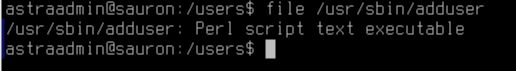 astraadmin@sauron:/users$ file /usr/sbin/adduser
/usr/sbin/adduser: Perl script text executable
astraadmin@sauron:/users$